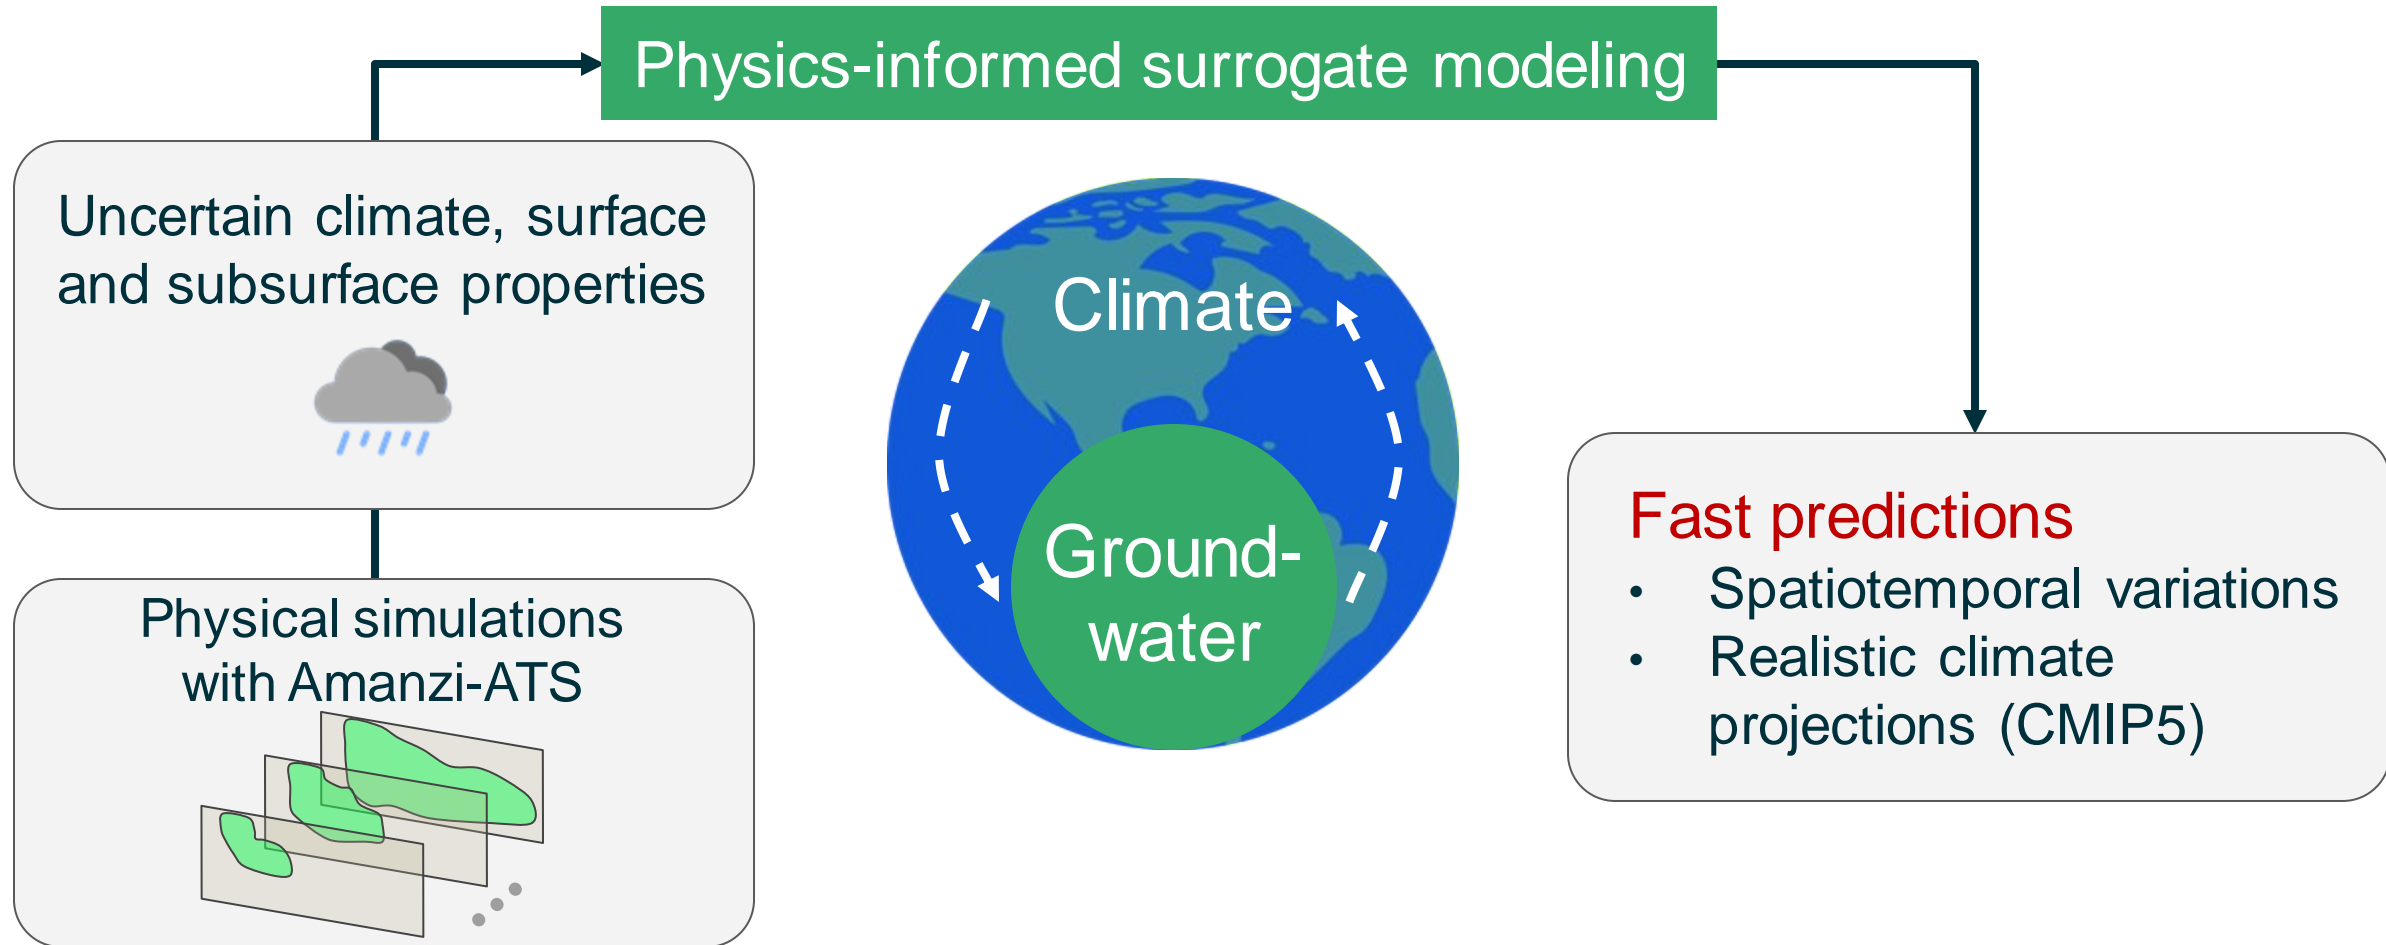 Physics-informed surrogate modeling
Uncertain climate, surface
and subsurface properties
Physical simulations
with Amanzi-ATS
Climate
Ground-
water
Fast predictions
• Spatiotemporal variations
• Realistic climate
projections (CMIP5)